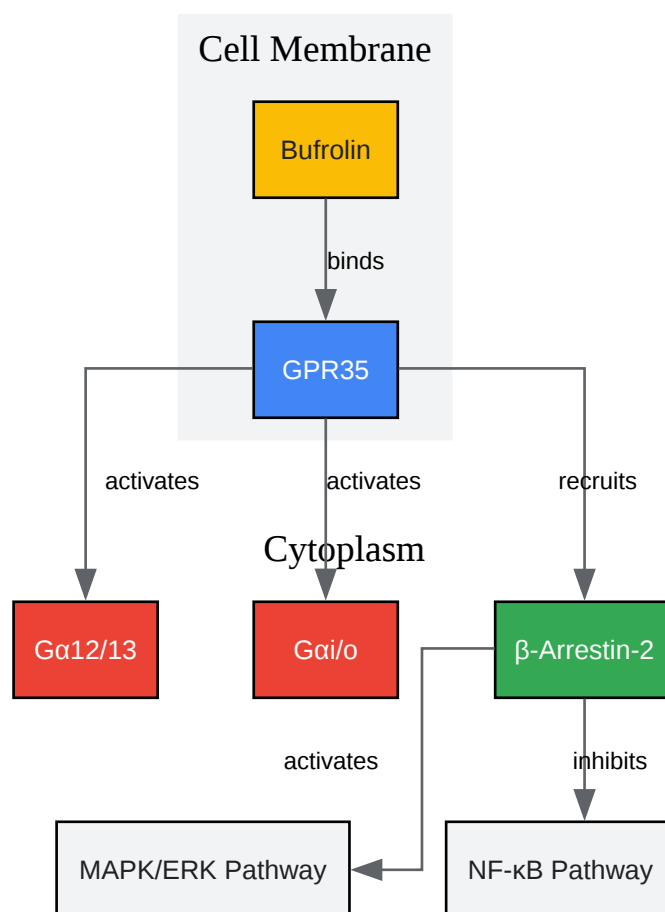 Cell Membrane
Bufrolin
binds
GPR35
activates
activates
recruits
Cytoplasm
Gα12/13
Gαi/o
β-Arrestin-2
activates
inhibits
MAPK/ERK Pathway
NF-κB Pathway